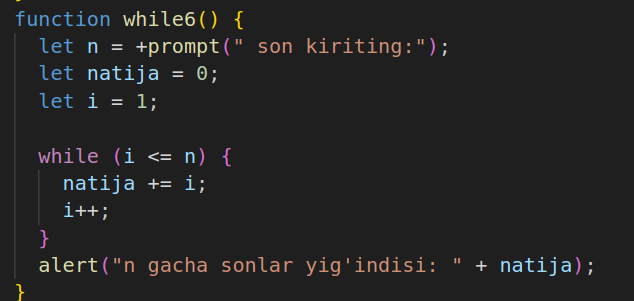 function while6() {
let n = +prompt(" son kiriting:");
let natija = 0;
let i = 1;
while (i <= n) {
natija += i;
i++;
}
alert("n gacha sonlar yig'indisi: " + natija);
}